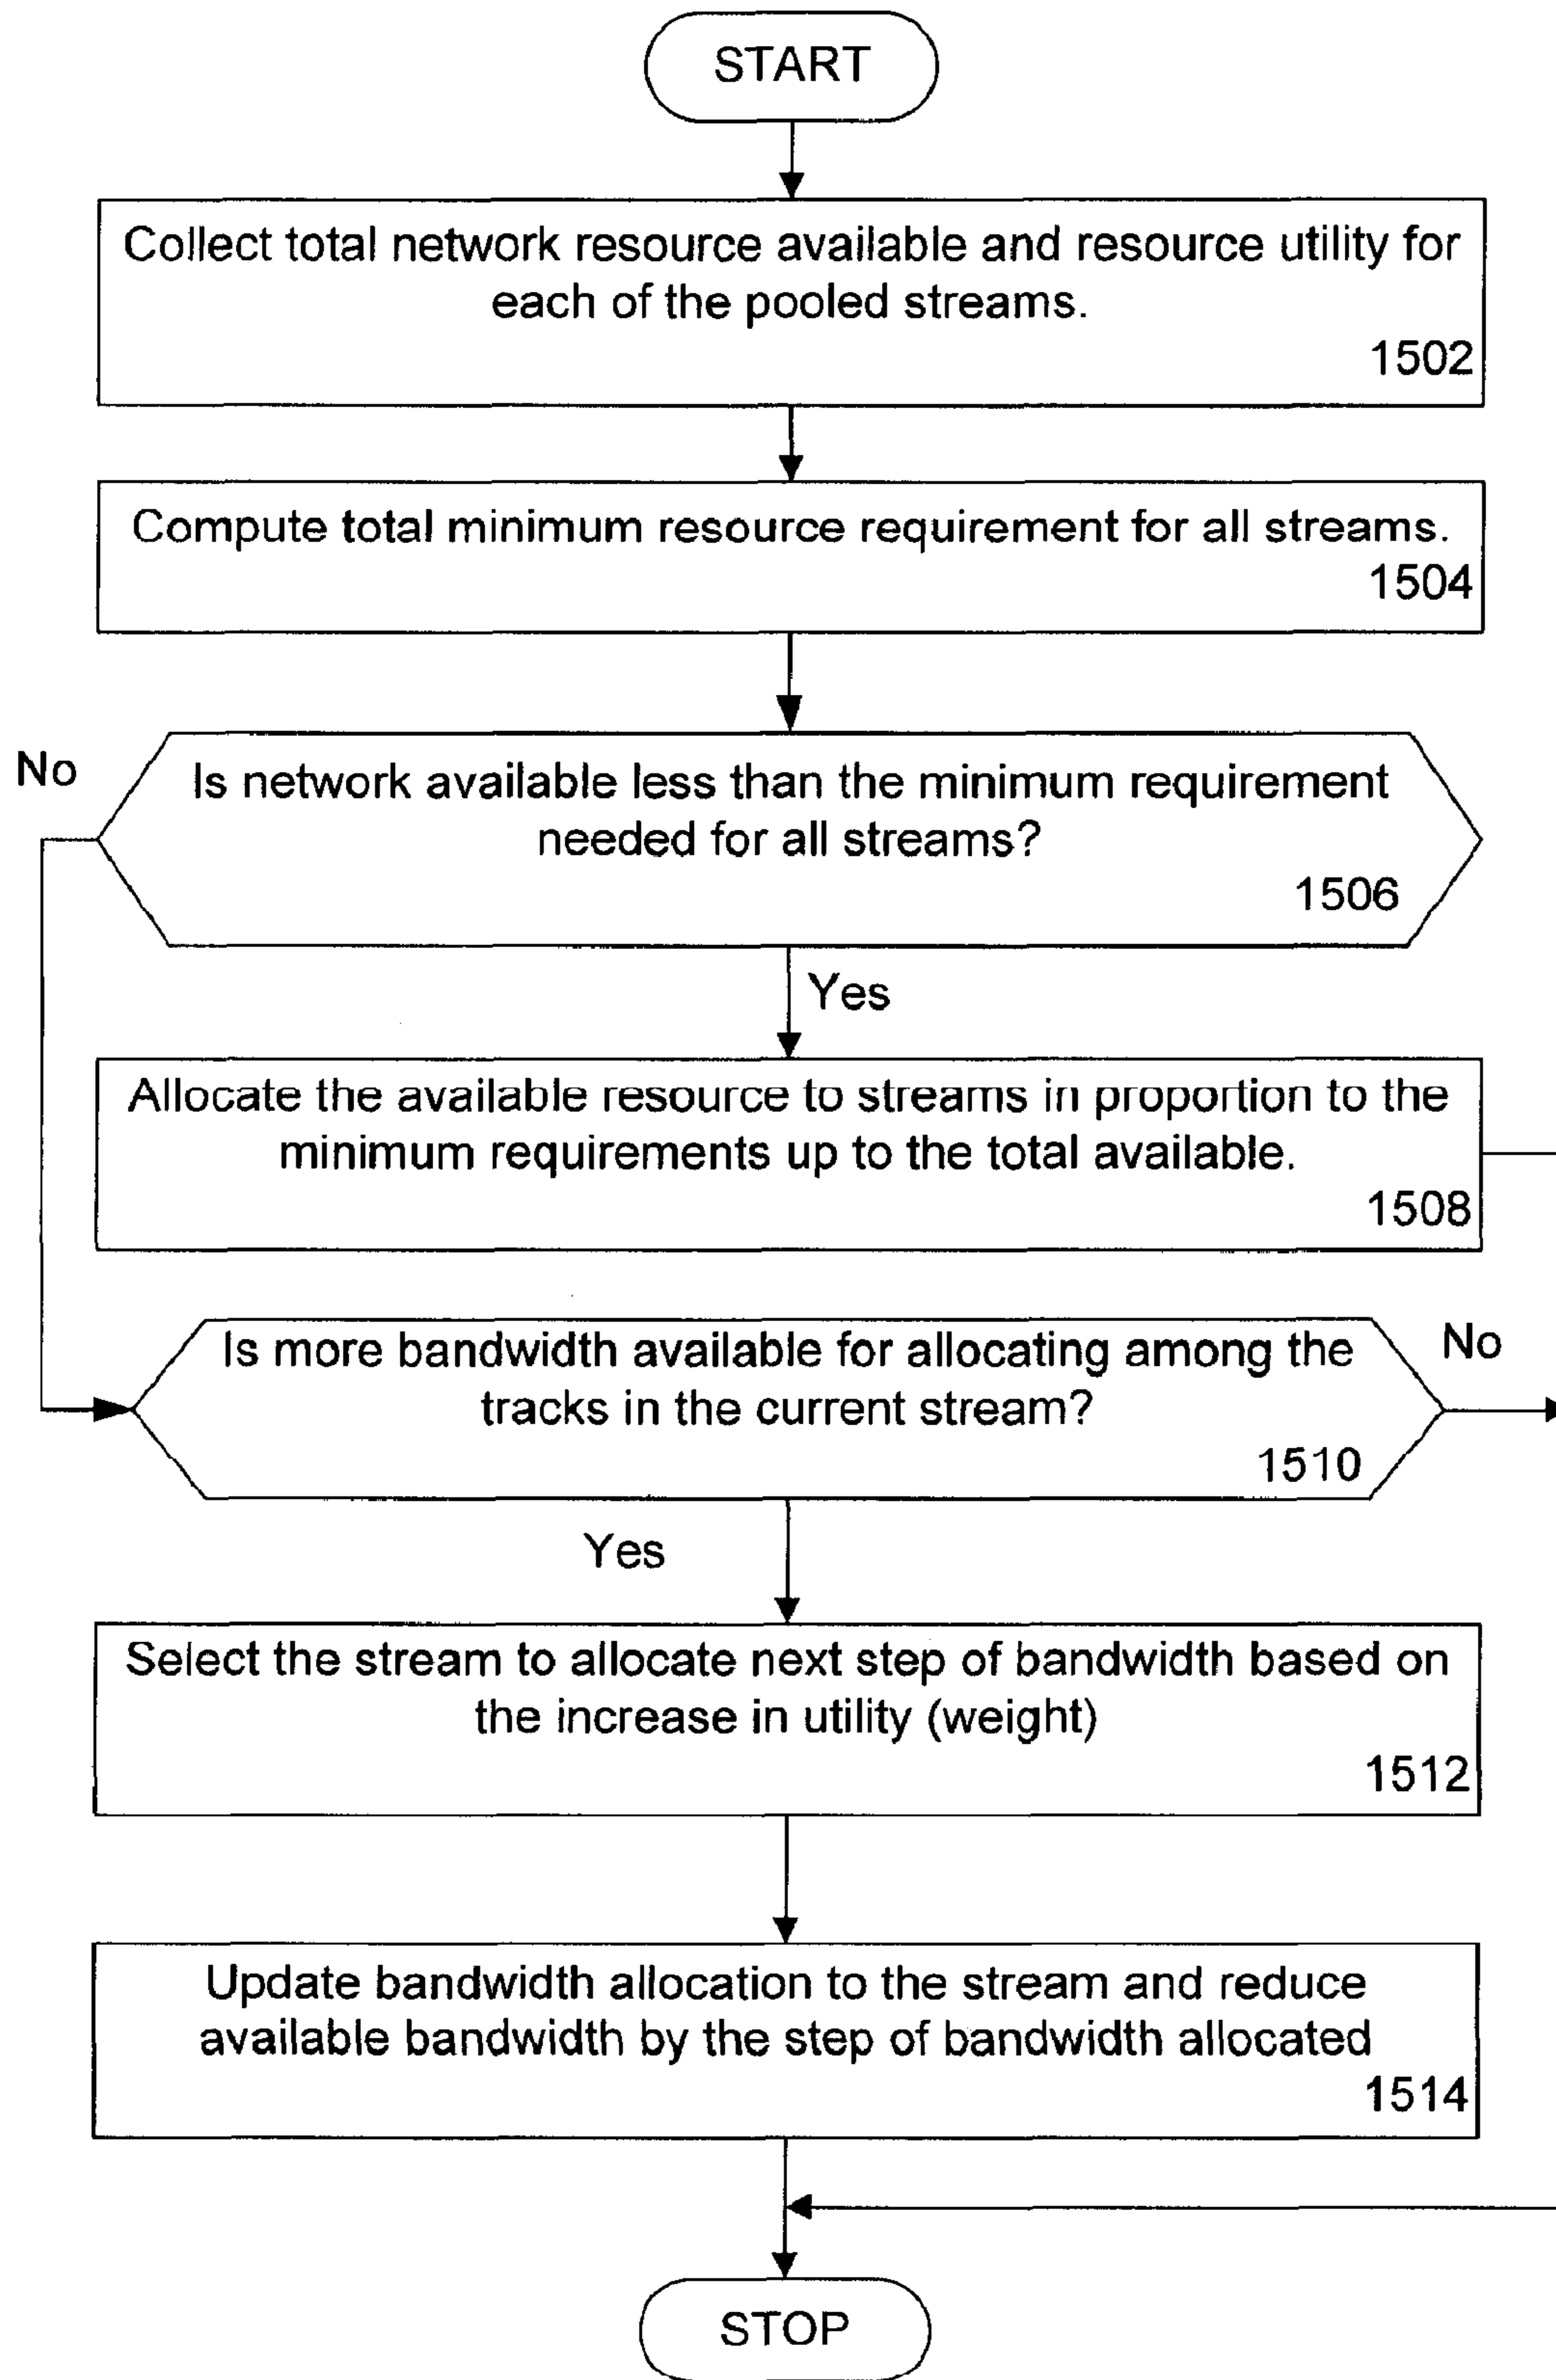 START
Collect total network resource available and resource utility for
each of the pooled streams.
1502
Compute total minimum resource requirement for all streams.
1504
No
Is network available less than the minimum requirement
needed for all streams?
1506
Yes
Allocate the available resource to streams in proportion to the
minimum requirements up to the total available.
1508
Is more bandwidth available for allocating among the
tracks in the current stream?
No
1510
Yes
Select the stream to allocate next step of bandwidth based on
the increase in utility (weight)
1512
Update bandwidth allocation to the stream and reduce
available bandwidth by the step of bandwidth allocated
1514
STOP